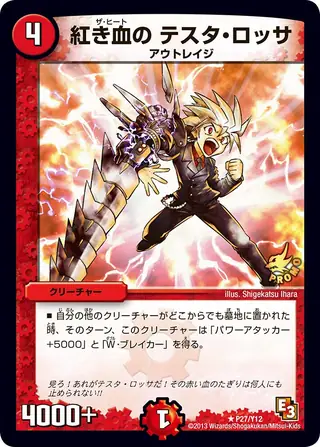 4
ザ・ヒート
紅き血の テスタ・ロッサ
アウトレイジ
PROMO
illus. Shigekatsu Ihara
クリーチャー
■ 自分の他のクリーチャーがどこからでも墓地に置かれた
時、そのターン、このクリーチャーは「パワーアタッカー
+5000」と「W・ブレイカー」を得る。
見ろ！あれがテスタ・ロッサだ！その赤い血のたぎりは何人に
も止められない!!
4000+
1
E3
★ P27/Y12
©2013 Wizards/Shogakukan/Mitsui-Kids